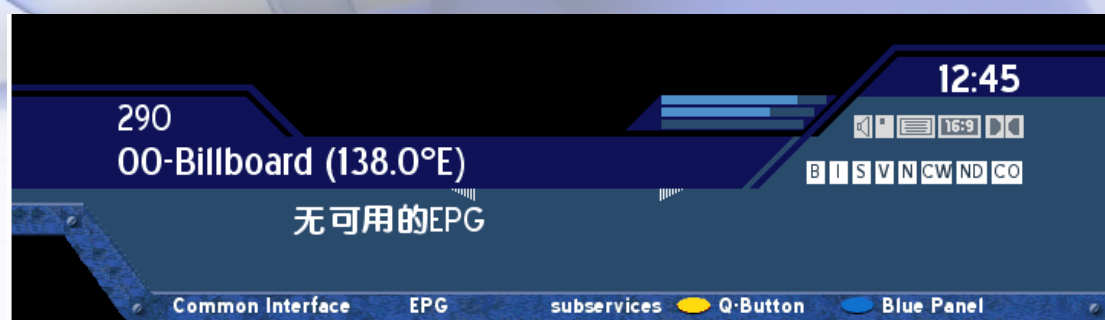 12:45
290
16:9
00-Billboard (138.0°E)
B I S V N CW ND CO
无可用的EPG
Common Interface EPG subservices Q-Button Blue Panel